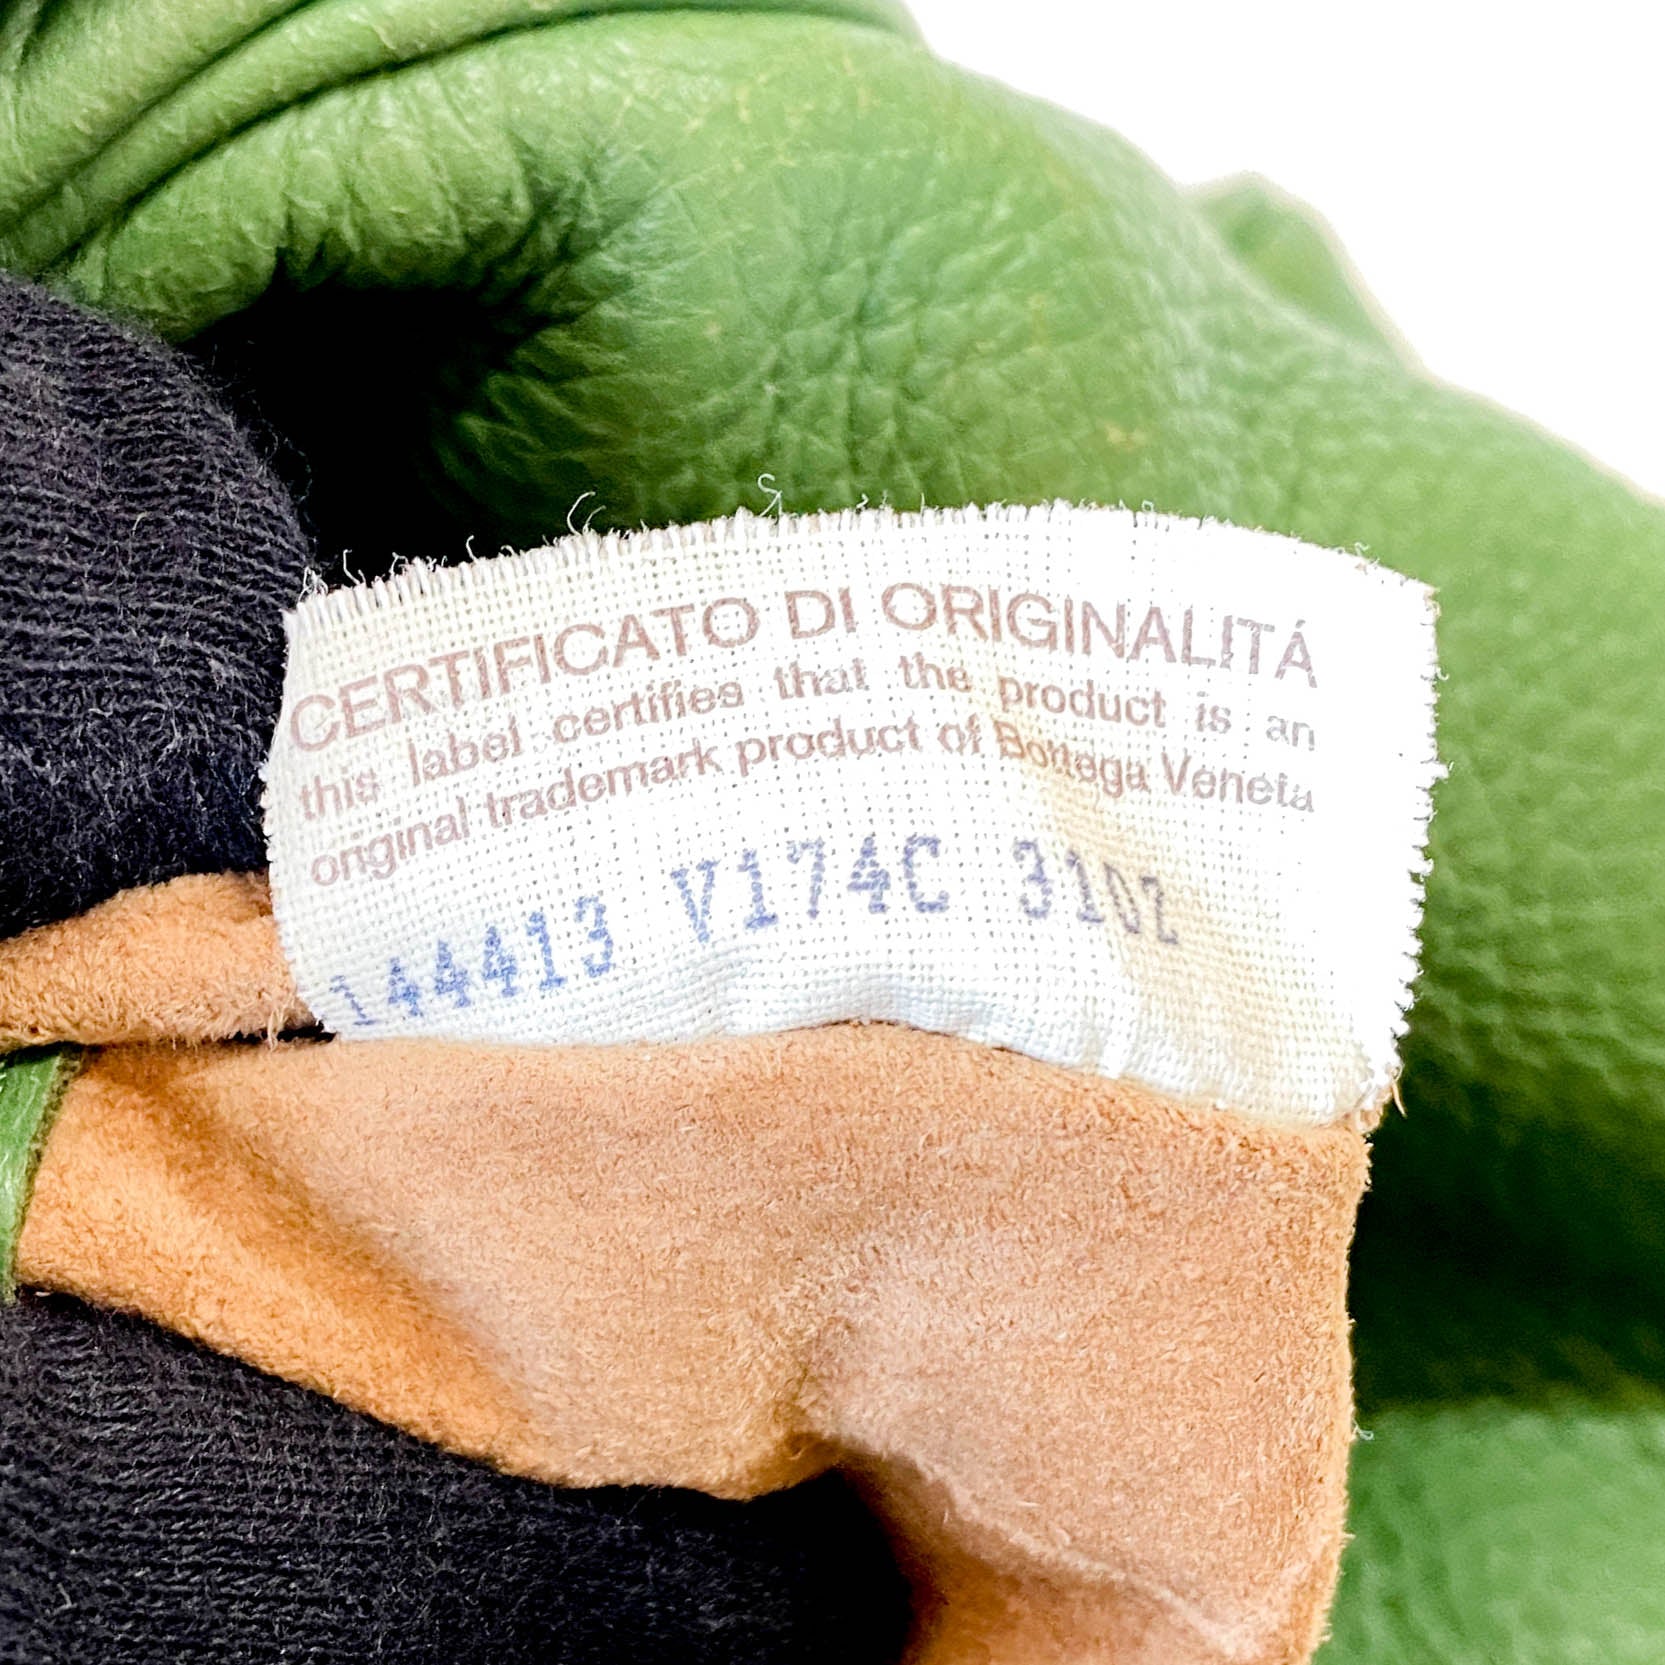 CERTIFICATO DI ORIGINALITÁ
this label certifies that the product is an
original trademark product of Bottega Veneta
144413 V174C 3102